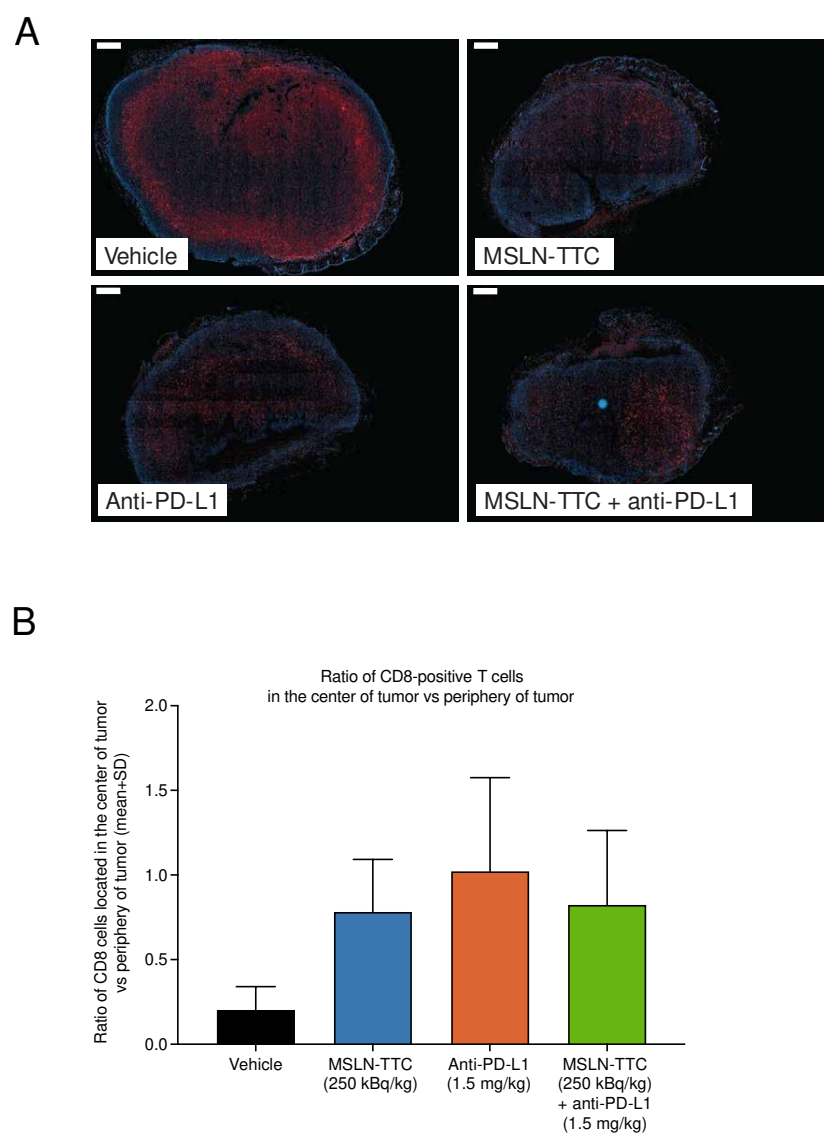 A
Vehicle
MSLN-TTC
Anti-PD-L1
MSLN-TTC + anti-PD-L1
B
Ratio of CD8-positive T cells
in the center of tumor vs periphery of tumor
Ratio of CD8 cells located in the center of tumor
vs periphery of tumor (mean+SD)
2.0
1.5
1.0
0.5
0.0
Vehicle
MSLN-TTC
(250 kBq/kg)
Anti-PD-L1
(1.5 mg/kg)
MSLN-TTC
(250 kBq/kg)
+ anti-PD-L1
(1.5 mg/kg)